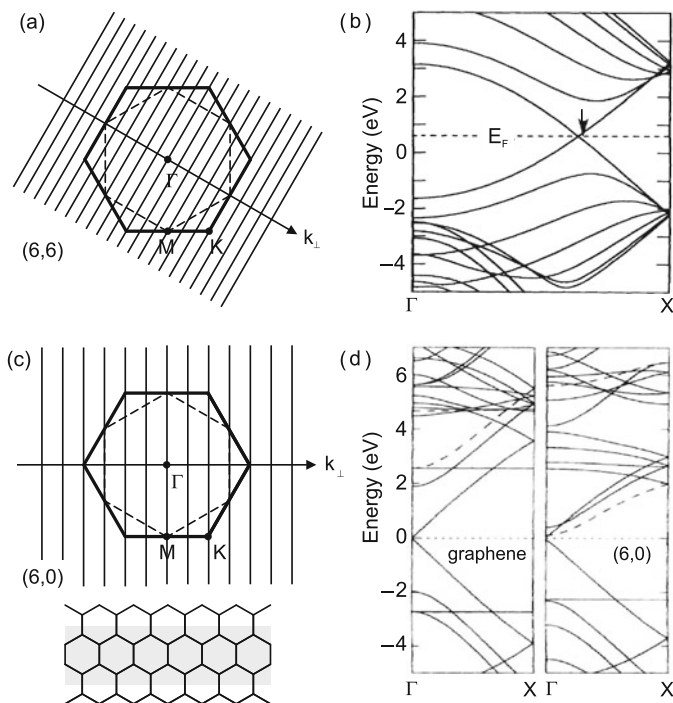 (a)
Γ
M
K
k⊥
(6,6)
(b)
Energy (eV)
4
2
0
−2
−4
E_F
Γ
X
(c)
Γ
M
K
k⊥
(6,0)
(d)
Energy (eV)
6
4
2
0
−2
−4
graphene
(6,0)
Γ
X
Γ
X